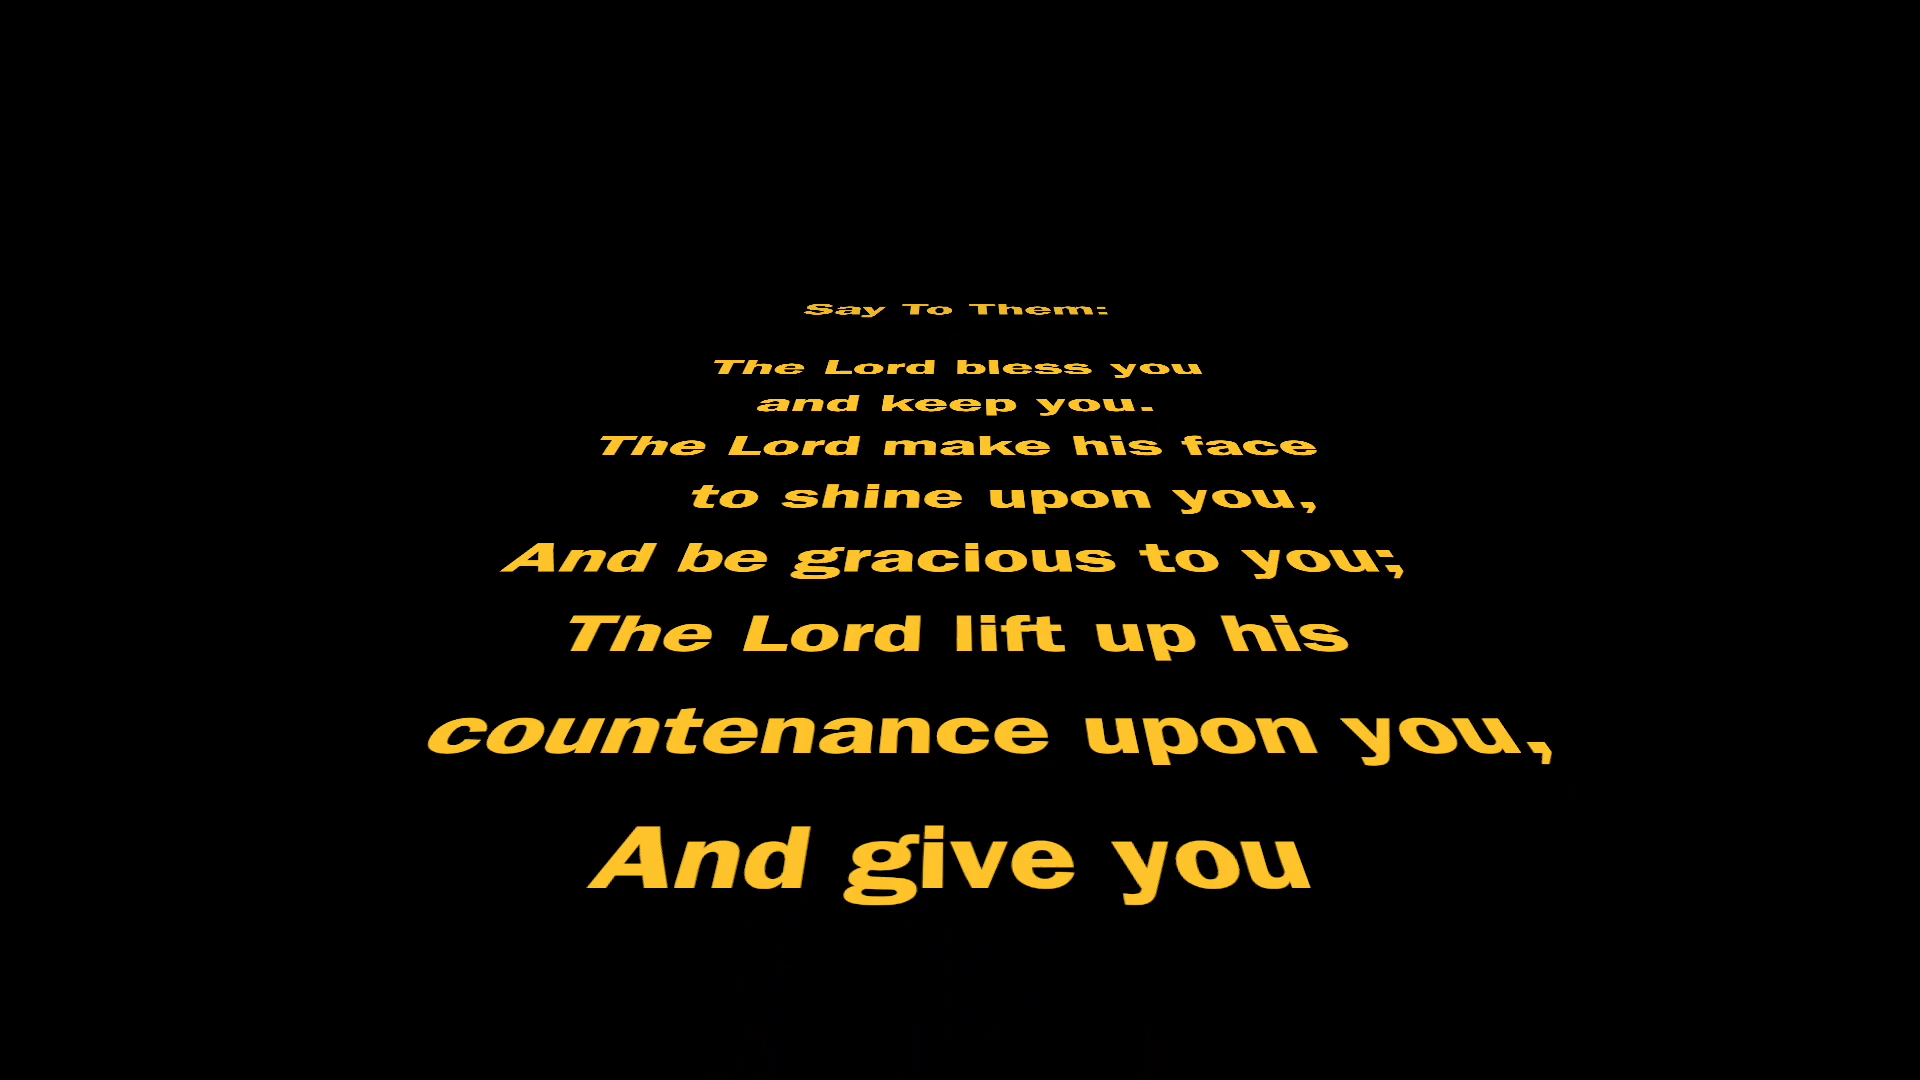 Say To Them:
The Lord bless you
and keep you.
The Lord make his face
to shine upon you,
And be gracious to you;
The Lord lift up his
countenance upon you,
And give you